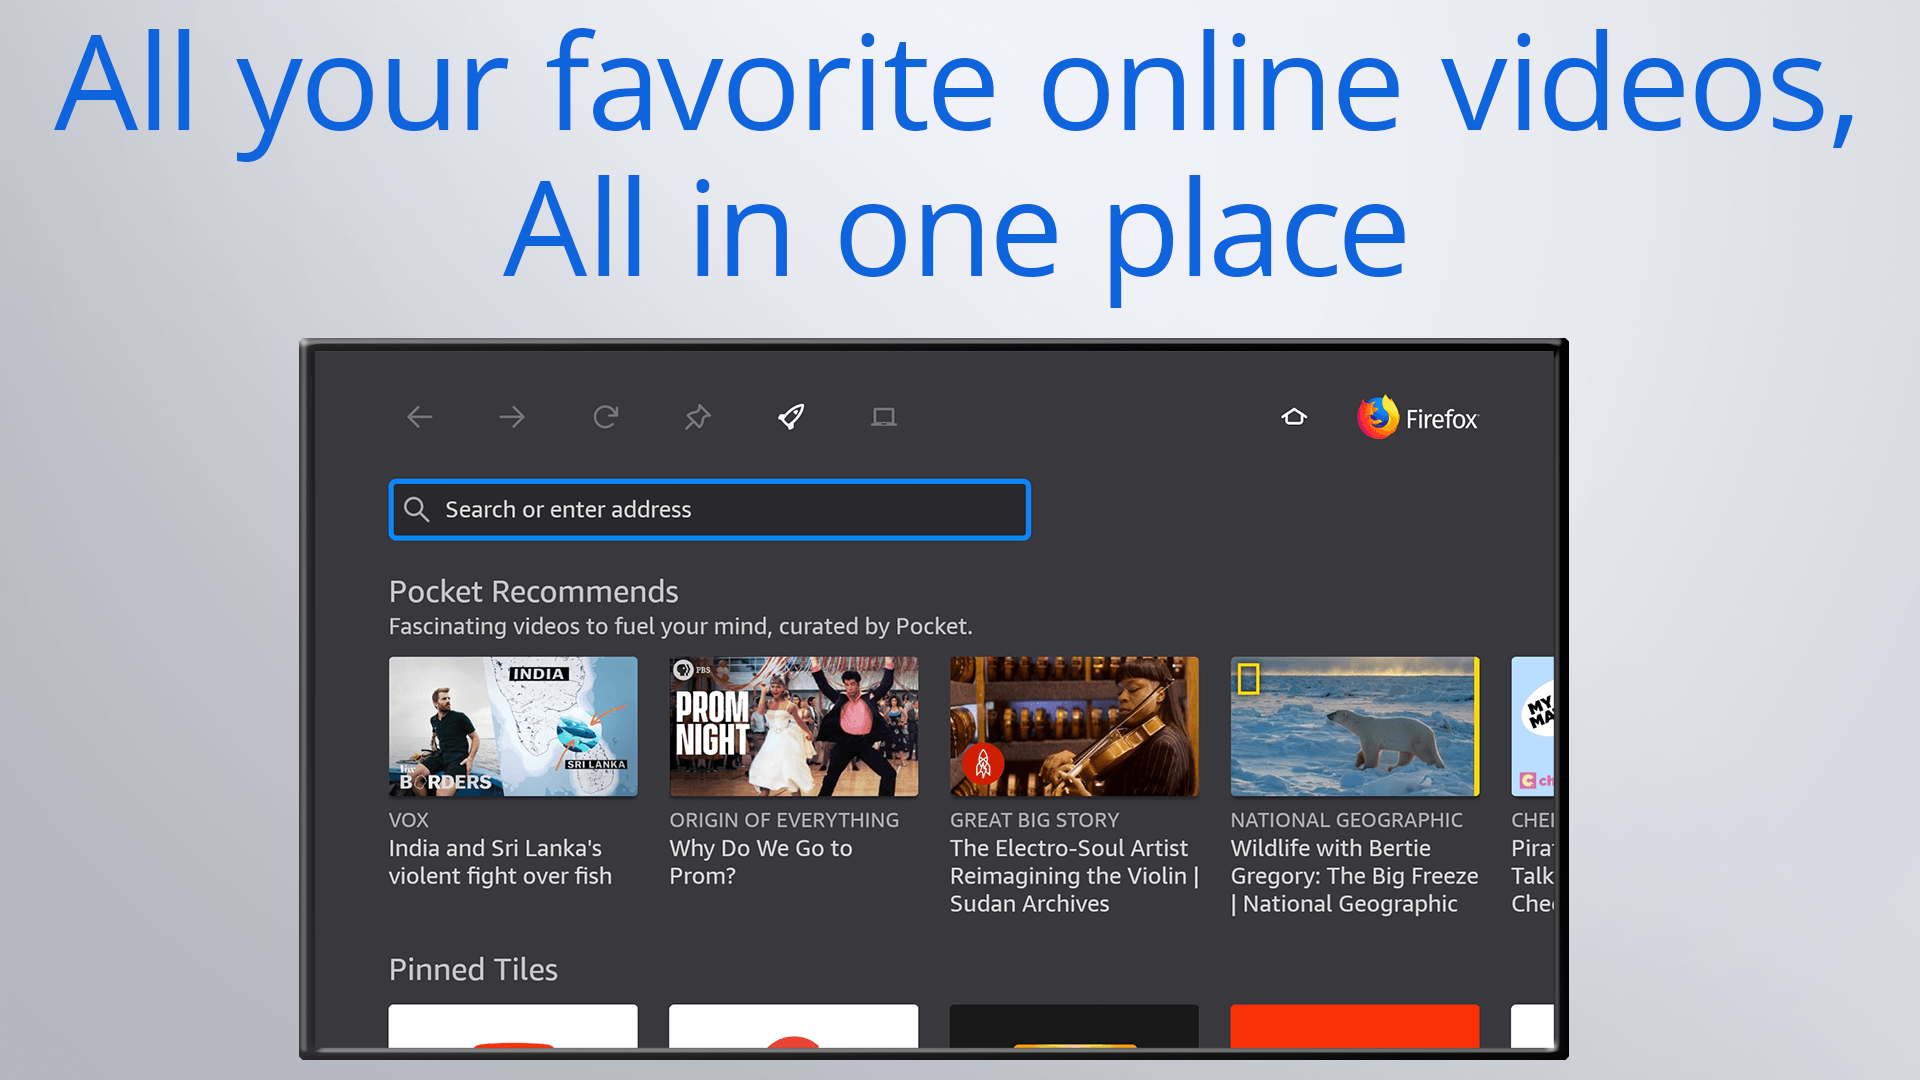 All your favorite online videos,
All in one place
Firefox
Search or enter address
Pocket Recommends
Fascinating videos to fuel your mind, curated by Pocket.
INDIA
SRI LANKA
Vox
BORDERS
PBS
PROM
NIGHT
MY
MA
ch
VOX
India and Sri Lanka's
violent fight over fish
ORIGIN OF EVERYTHING
Why Do We Go to
Prom?
GREAT BIG STORY
The Electro-Soul Artist
Reimagining the Violin |
Sudan Archives
NATIONAL GEOGRAPHIC
Wildlife with Bertie
Gregory: The Big Freeze
| National Geographic
CHE
Pira
Talk
Che
Pinned Tiles